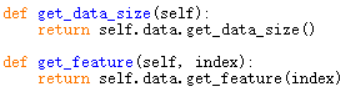 def get_data_size(self):
    return self.data.get_data_size()

def get_feature(self, index):
    return self.data.get_feature(index)